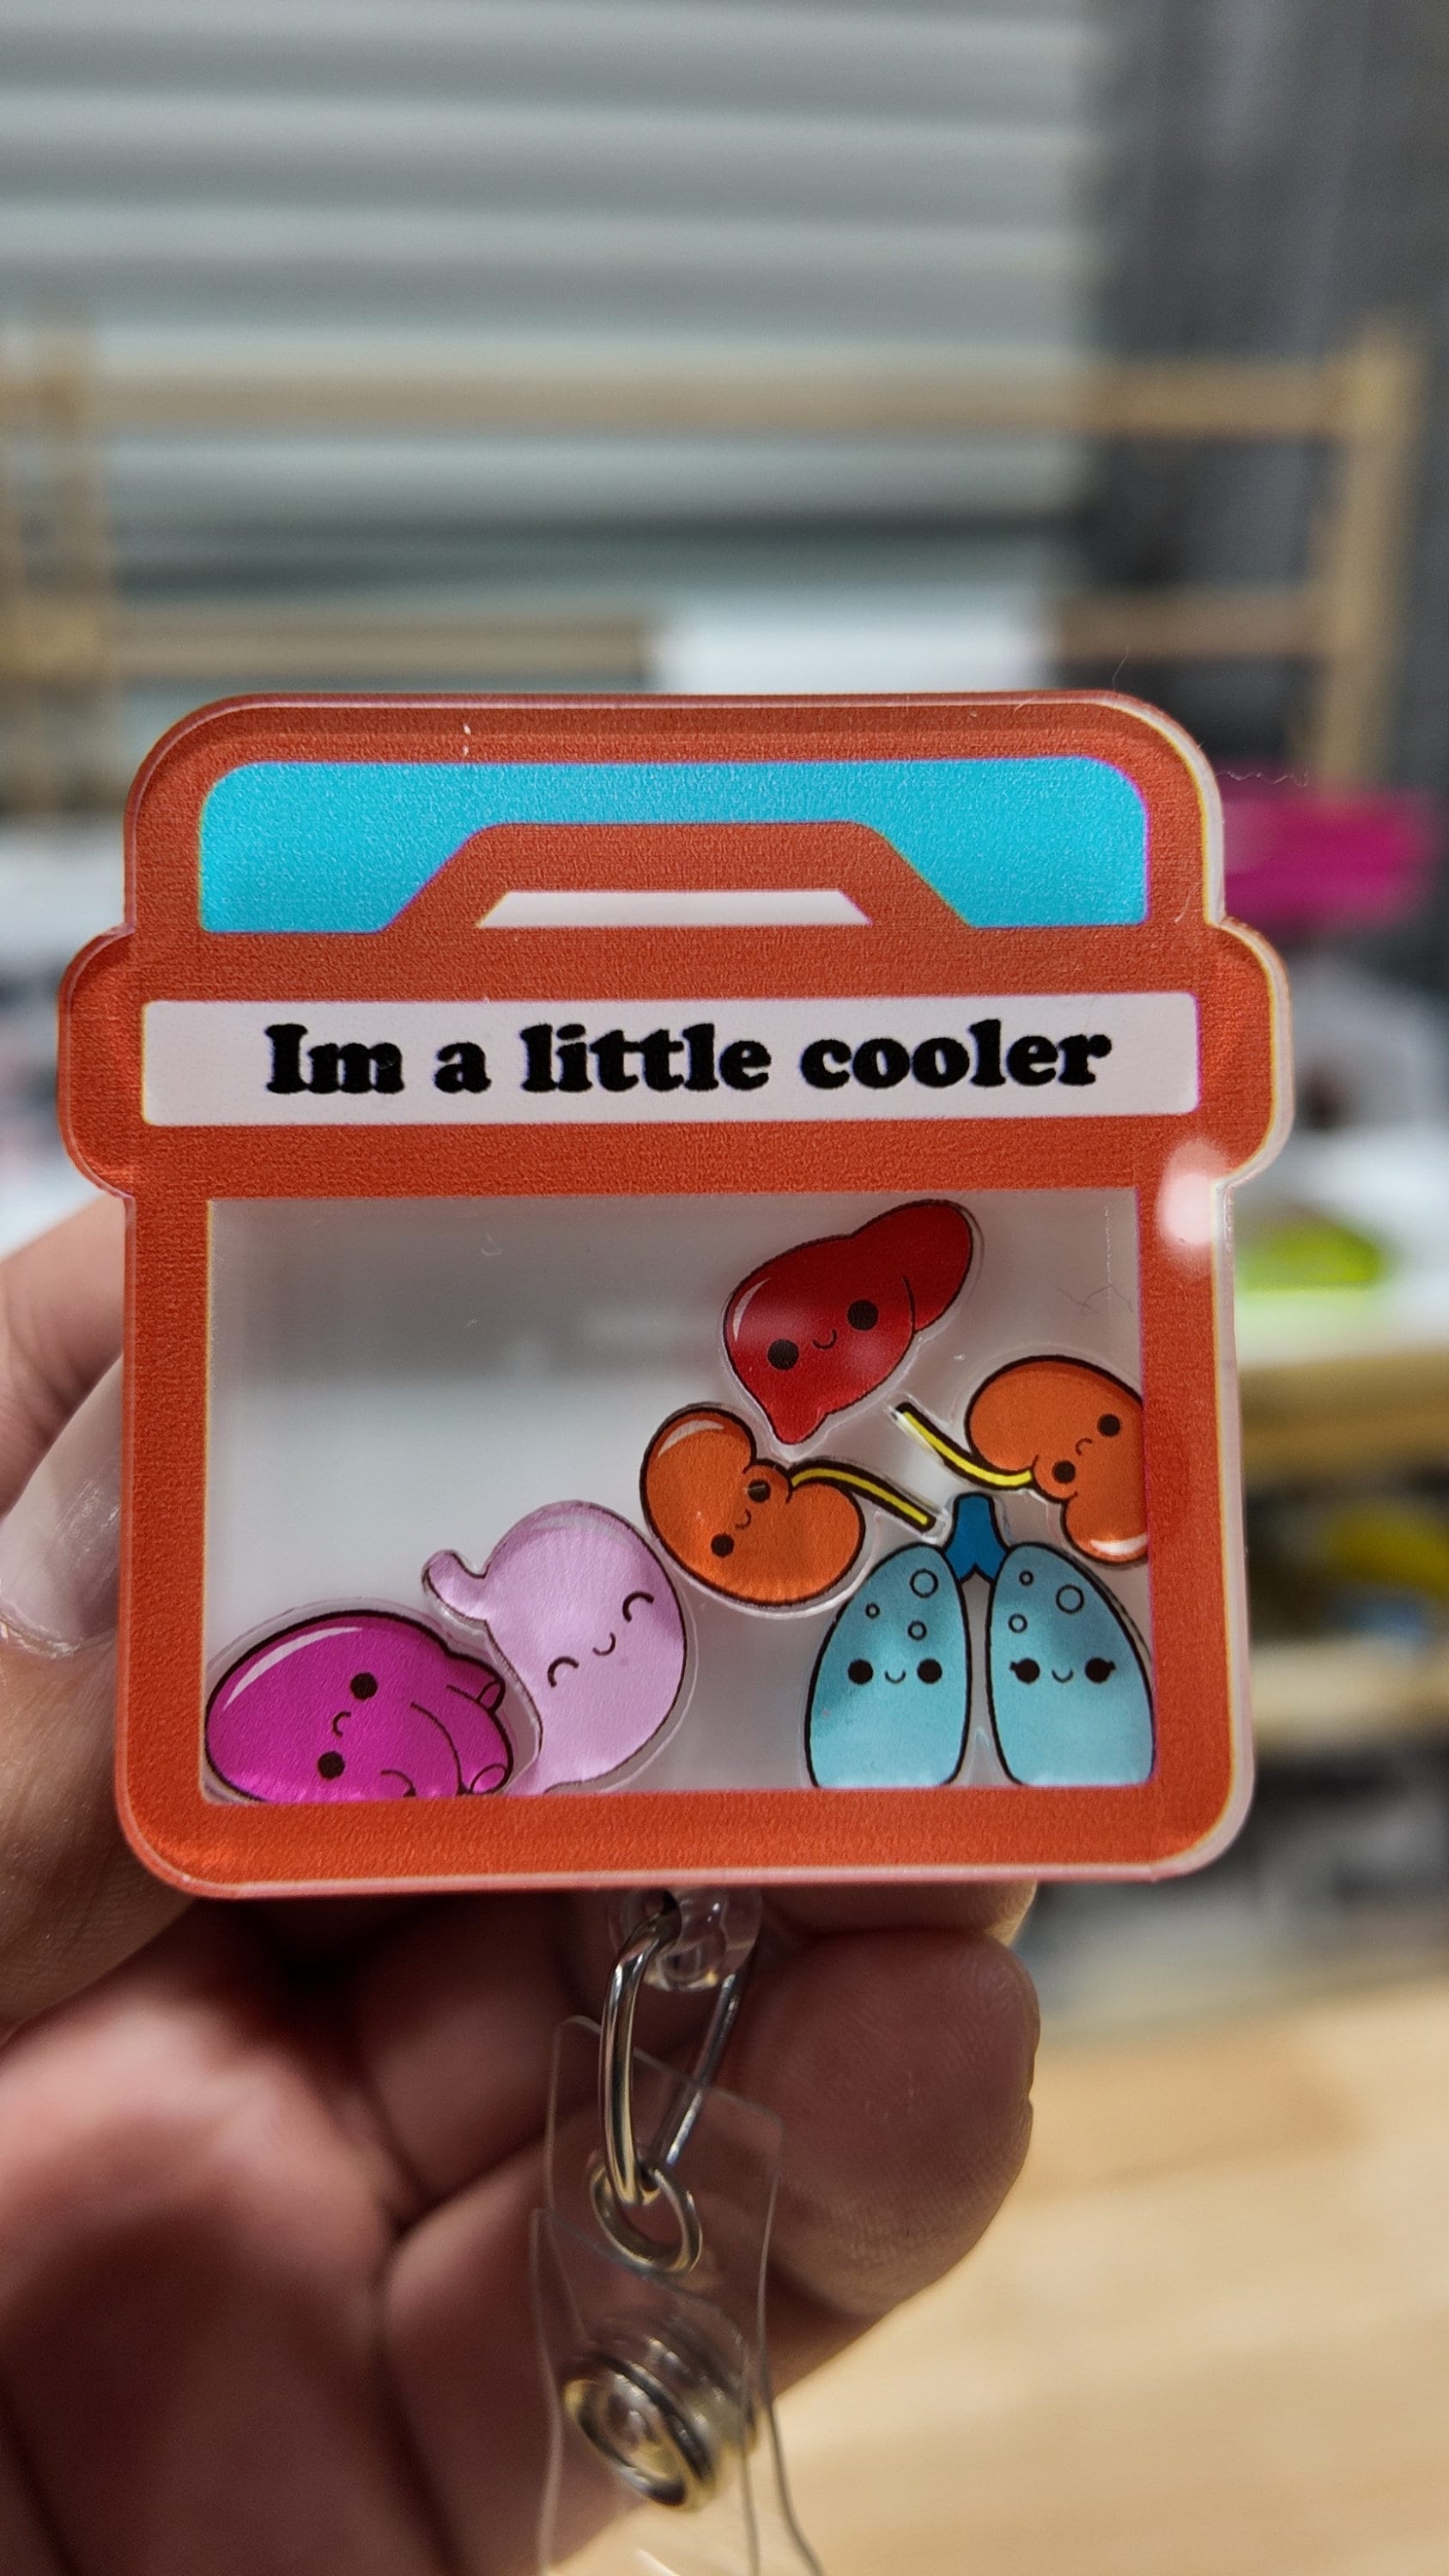 Im a little cooler